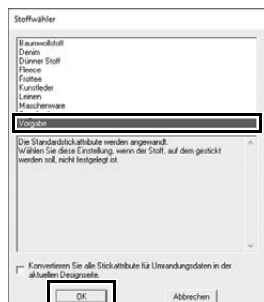 Stoffwähler
Baumwollstoff
Denim
Dünner Stoff
Fleece
Frottee
Kunstleder
Leinen
Maschenware
Vorgabe
Die Standardstickattribute werden angewandt.
Wählen Sie diese Einstellung, wenn der Stoff, auf dem gestickt
werden soll, nicht festgelegt ist.
Konvertieren Sie alle Stickattribute für Umrandungsdaten in der
aktuellen Designseite.
OK
Abbrechen